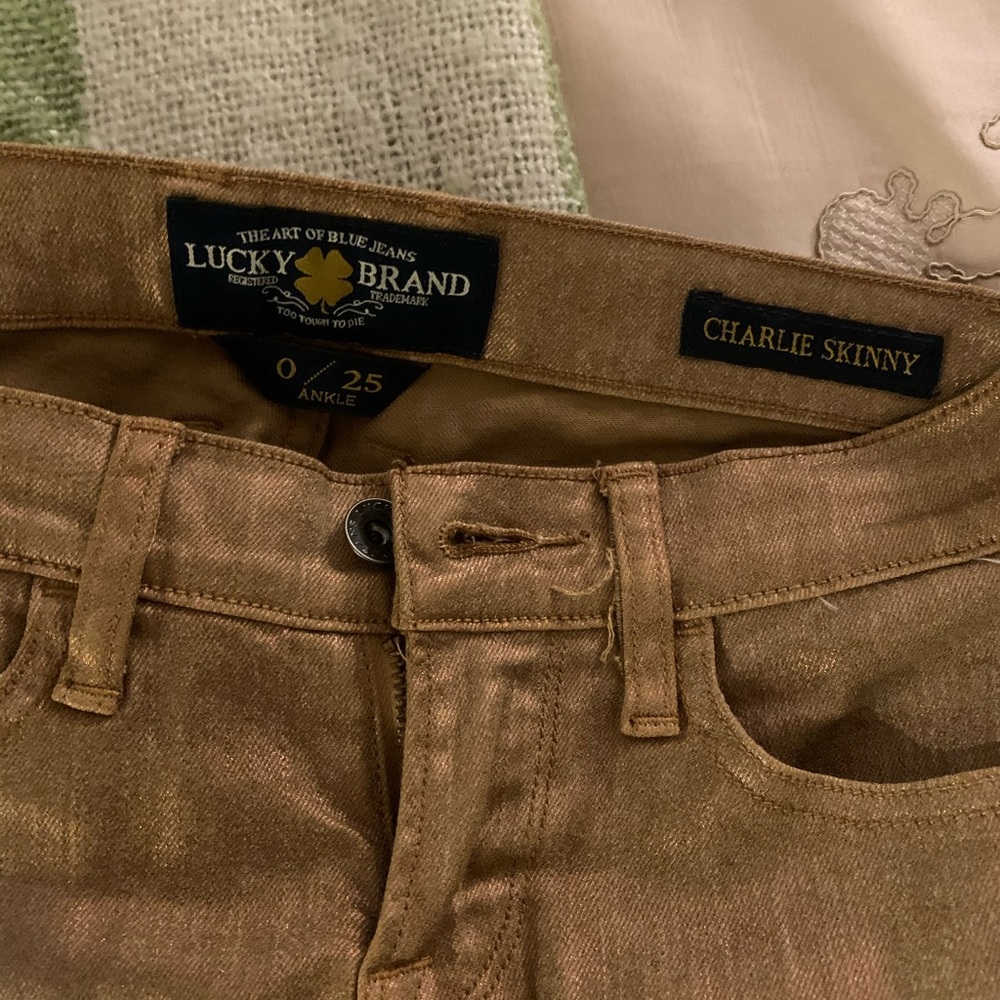 THE ART OF BLUE JEANS
LUCKY BRAND
REGISTERED TRADEMARK
TOO TOUGH TO DIE
0 / 25
ANKLE
CHARLIE SKINNY